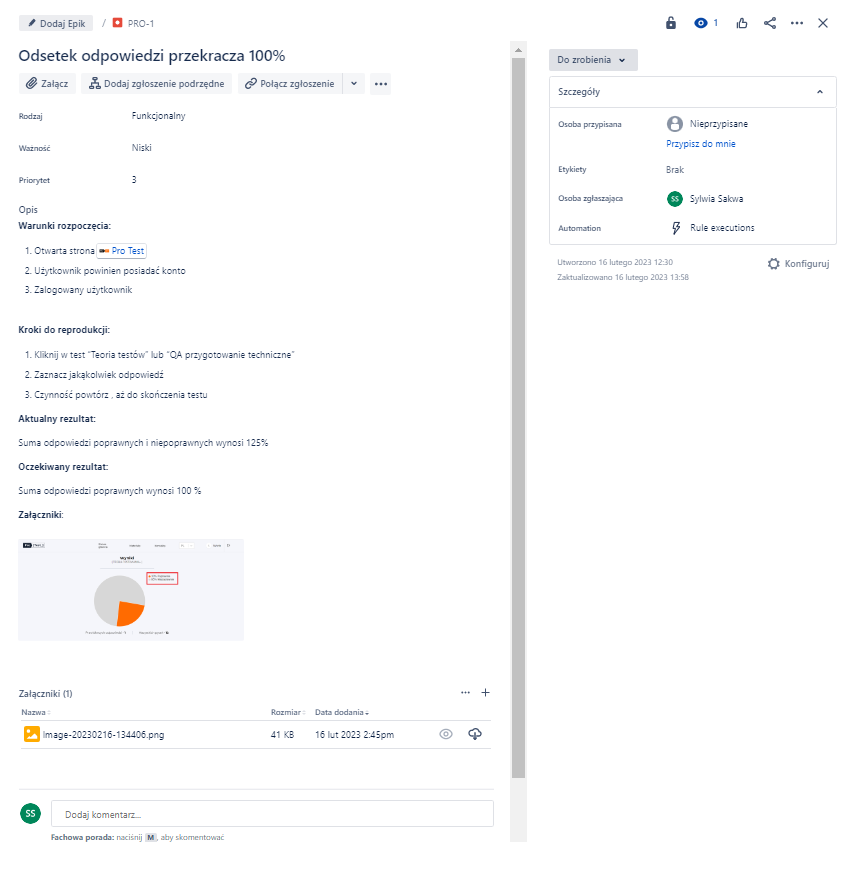 Dodaj Epik / PRO-1
1
Odsetek odpowiedzi przekracza 100%
Załącz
Dodaj zgłoszenie podrzędne
Połącz zgłoszenie
Rodzaj
Funkcjonalny
Ważność
Niski
Priorytet
3
Opis
Warunki rozpoczęcia:
1. Otwarta strona Pro Test
2. Użytkownik powinien posiadać konto
3. Zalogowany użytkownik
Kroki do reprodukcji:
1. Kliknij w test "Teoria testów" lub "QA przygotowanie techniczne"
2. Zaznacz jakąkolwiek odpowiedź
3. Czynność powtórz , aż do skończenia testu
Aktualny rezultat:
Suma odpowiedzi poprawnych i niepoprawnych wynosi 125%
Oczekiwany rezultat:
Suma odpowiedzi poprawnych wynosi 100 %
Załączniki:
Wyniki
Załączniki (1)
Nazwa
Rozmiar
Data dodania
Image-20230216-134406.png
41 KB
16 lut 2023 2:45pm
SS
Dodaj komentarz...
Fachowa porada: naciśnij M, aby skomentować
Do zrobienia
Szczegóły
Osoba przypisana
Nieprzypisane
Przypisz do mnie
Etykiety
Brak
Osoba zgłaszająca
SS
Sylwia Sakwa
Automation
Rule executions
Utworzono 16 lutego 2023 12:30
Zaktualizowano 16 lutego 2023 13:58
Konfiguruj